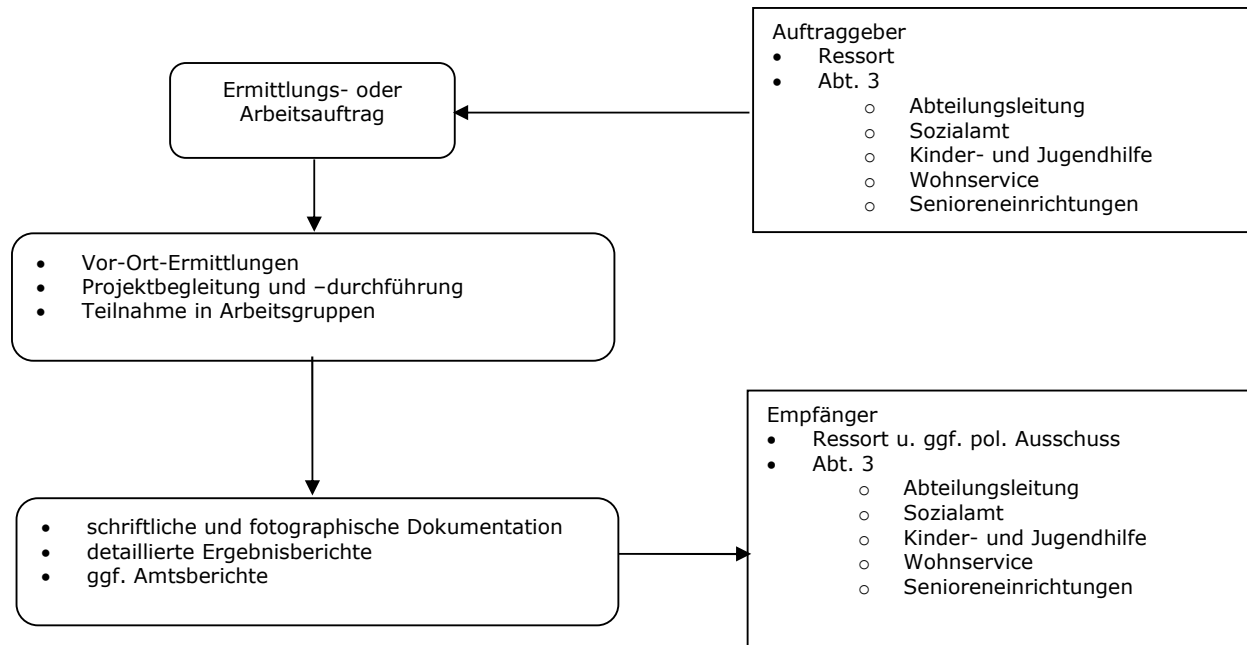 Auftraggeber
• Ressort
• Abt. 3
o Abteilungsleitung
o Sozialamt
o Kinder- und Jugendhilfe
o Wohnservice
o Senioreneinrichtungen
Ermittlungs- oder
Arbeitsauftrag
• Vor-Ort-Ermittlungen
• Projektbegleitung und –durchführung
• Teilnahme in Arbeitsgruppen
• schriftliche und fotographische Dokumentation
• detaillierte Ergebnisberichte
• ggf. Amtsberichte
Empfänger
• Ressort u. ggf. pol. Ausschuss
• Abt. 3
o Abteilungsleitung
o Sozialamt
o Kinder- und Jugendhilfe
o Wohnservice
o Senioreneinrichtungen